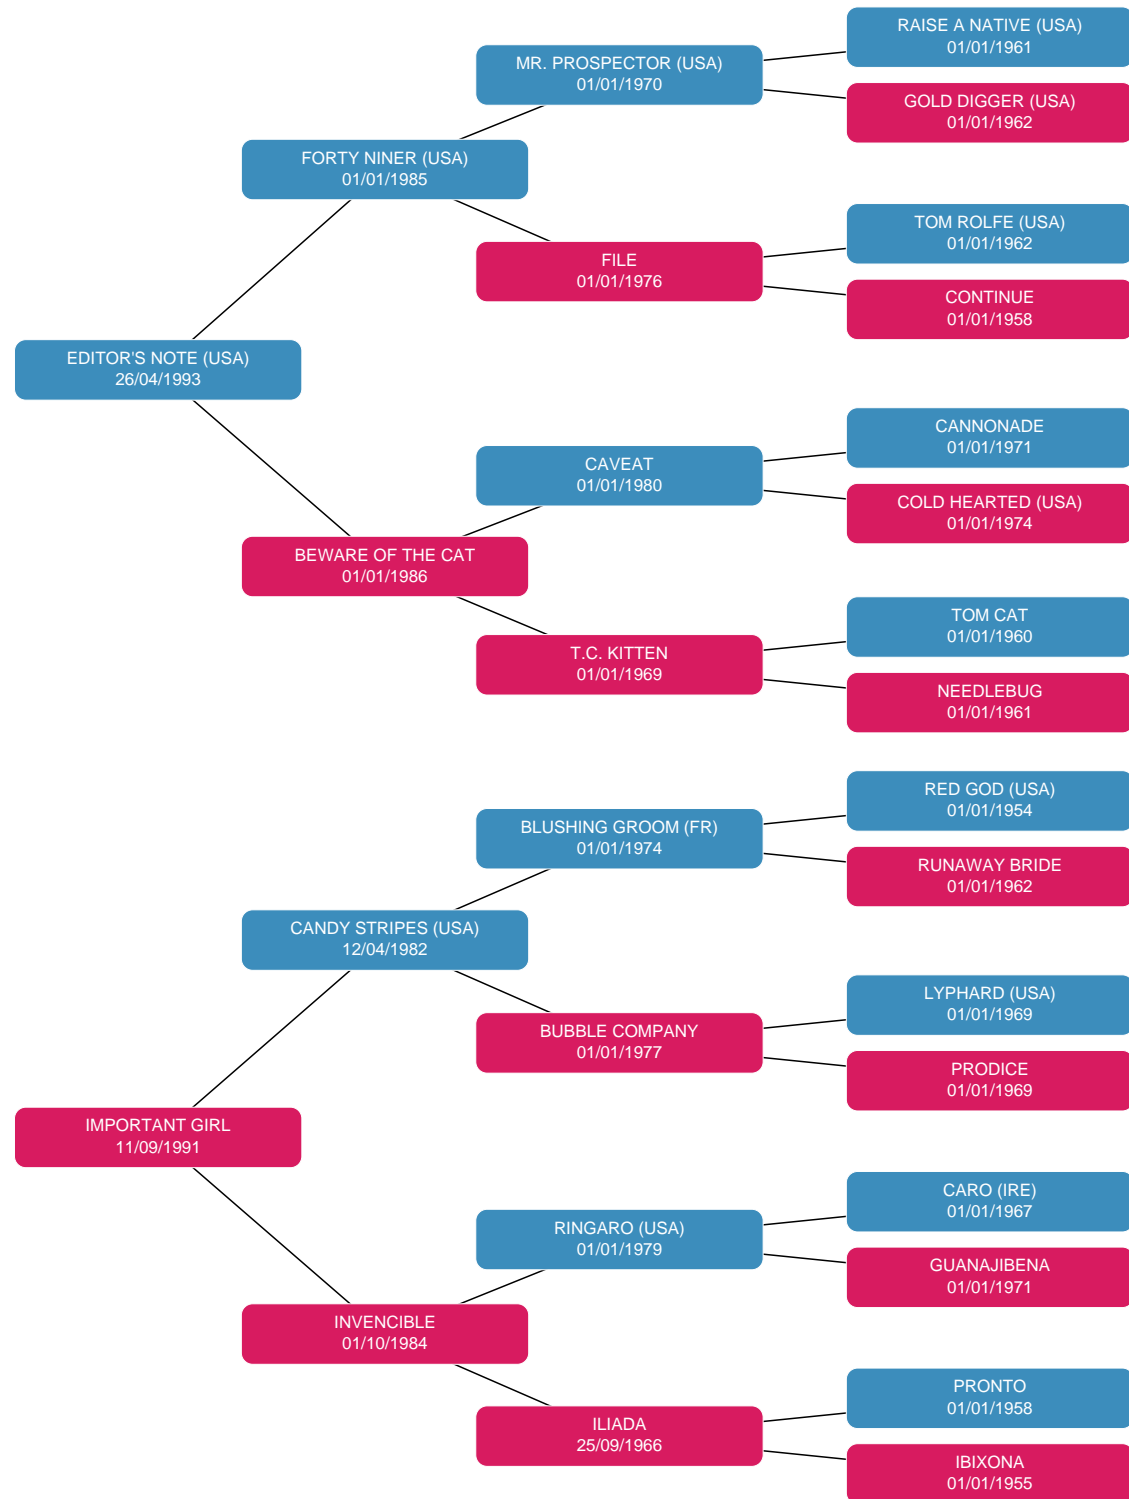 RAISE A NATIVE (USA)
01/01/1961
MR. PROSPECTOR (USA)
01/01/1970
GOLD DIGGER (USA)
01/01/1962
FORTY NINER (USA)
01/01/1985
TOM ROLFE (USA)
01/01/1962
FILE
01/01/1976
CONTINUE
01/01/1958
EDITOR'S NOTE (USA)
26/04/1993
CANNONADE
01/01/1971
CAVEAT
01/01/1980
COLD HEARTED (USA)
01/01/1974
BEWARE OF THE CAT
01/01/1986
TOM CAT
01/01/1960
T.C. KITTEN
01/01/1969
NEEDLEBUG
01/01/1961
RED GOD (USA)
01/01/1954
BLUSHING GROOM (FR)
01/01/1974
RUNAWAY BRIDE
01/01/1962
CANDY STRIPES (USA)
12/04/1982
LYPHARD (USA)
01/01/1969
BUBBLE COMPANY
01/01/1977
PRODICE
01/01/1969
IMPORTANT GIRL
11/09/1991
CARO (IRE)
01/01/1967
RINGARO (USA)
01/01/1979
GUANAJIBENA
01/01/1971
INVENCIBLE
01/10/1984
PRONTO
01/01/1958
ILIADA
25/09/1966
IBIXONA
01/01/1955